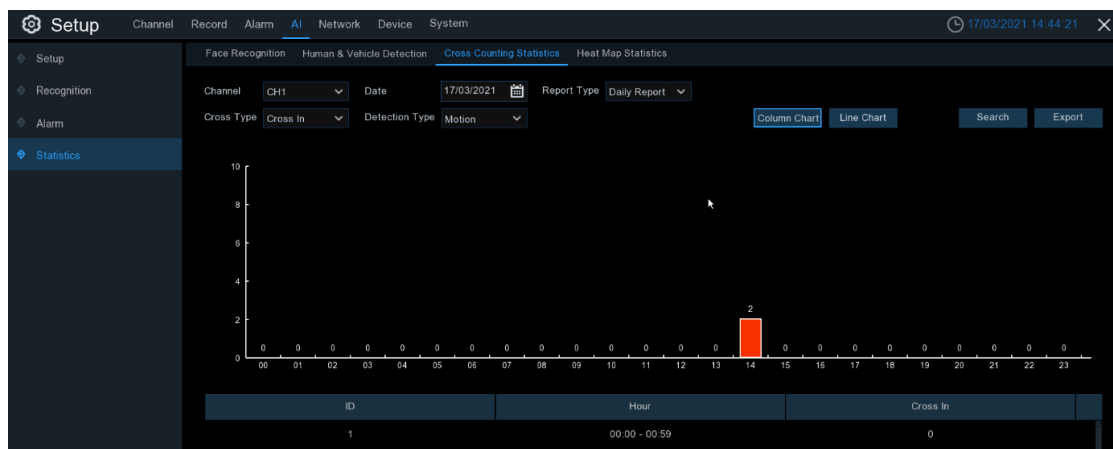 Setup Channel Record Alarm AI Network Device System 17/03/2021 14:44:21
Setup
Recognition
Alarm
Statistics
Face Recognition Human & Vehicle Detection Cross Counting Statistics Heat Map Statistics
Channel CH1 Date 17/03/2021 Report Type Daily Report
Cross Type Cross In Detection Type Motion Column Chart Line Chart Search Export
10
8
6
4
2
0
2
0 0 0 0 0 0 0 0 0 0 0 0 0 0 0 0 0 0 0 0 0 0 0
00 01 02 03 04 05 06 07 08 09 10 11 12 13 14 15 16 17 18 19 20 21 22 23
ID Hour Cross In
1 00:00 - 00:59 0